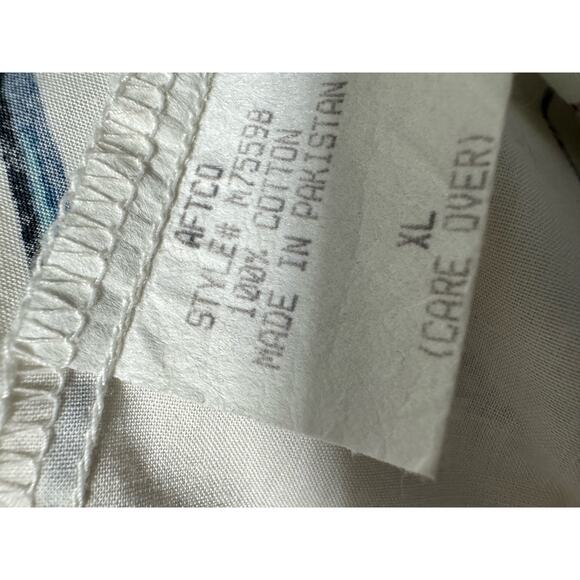 AFTCO
STYLE# M75598
100% COTTON
MADE IN PAKISTAN
XL
(CARE OVER)